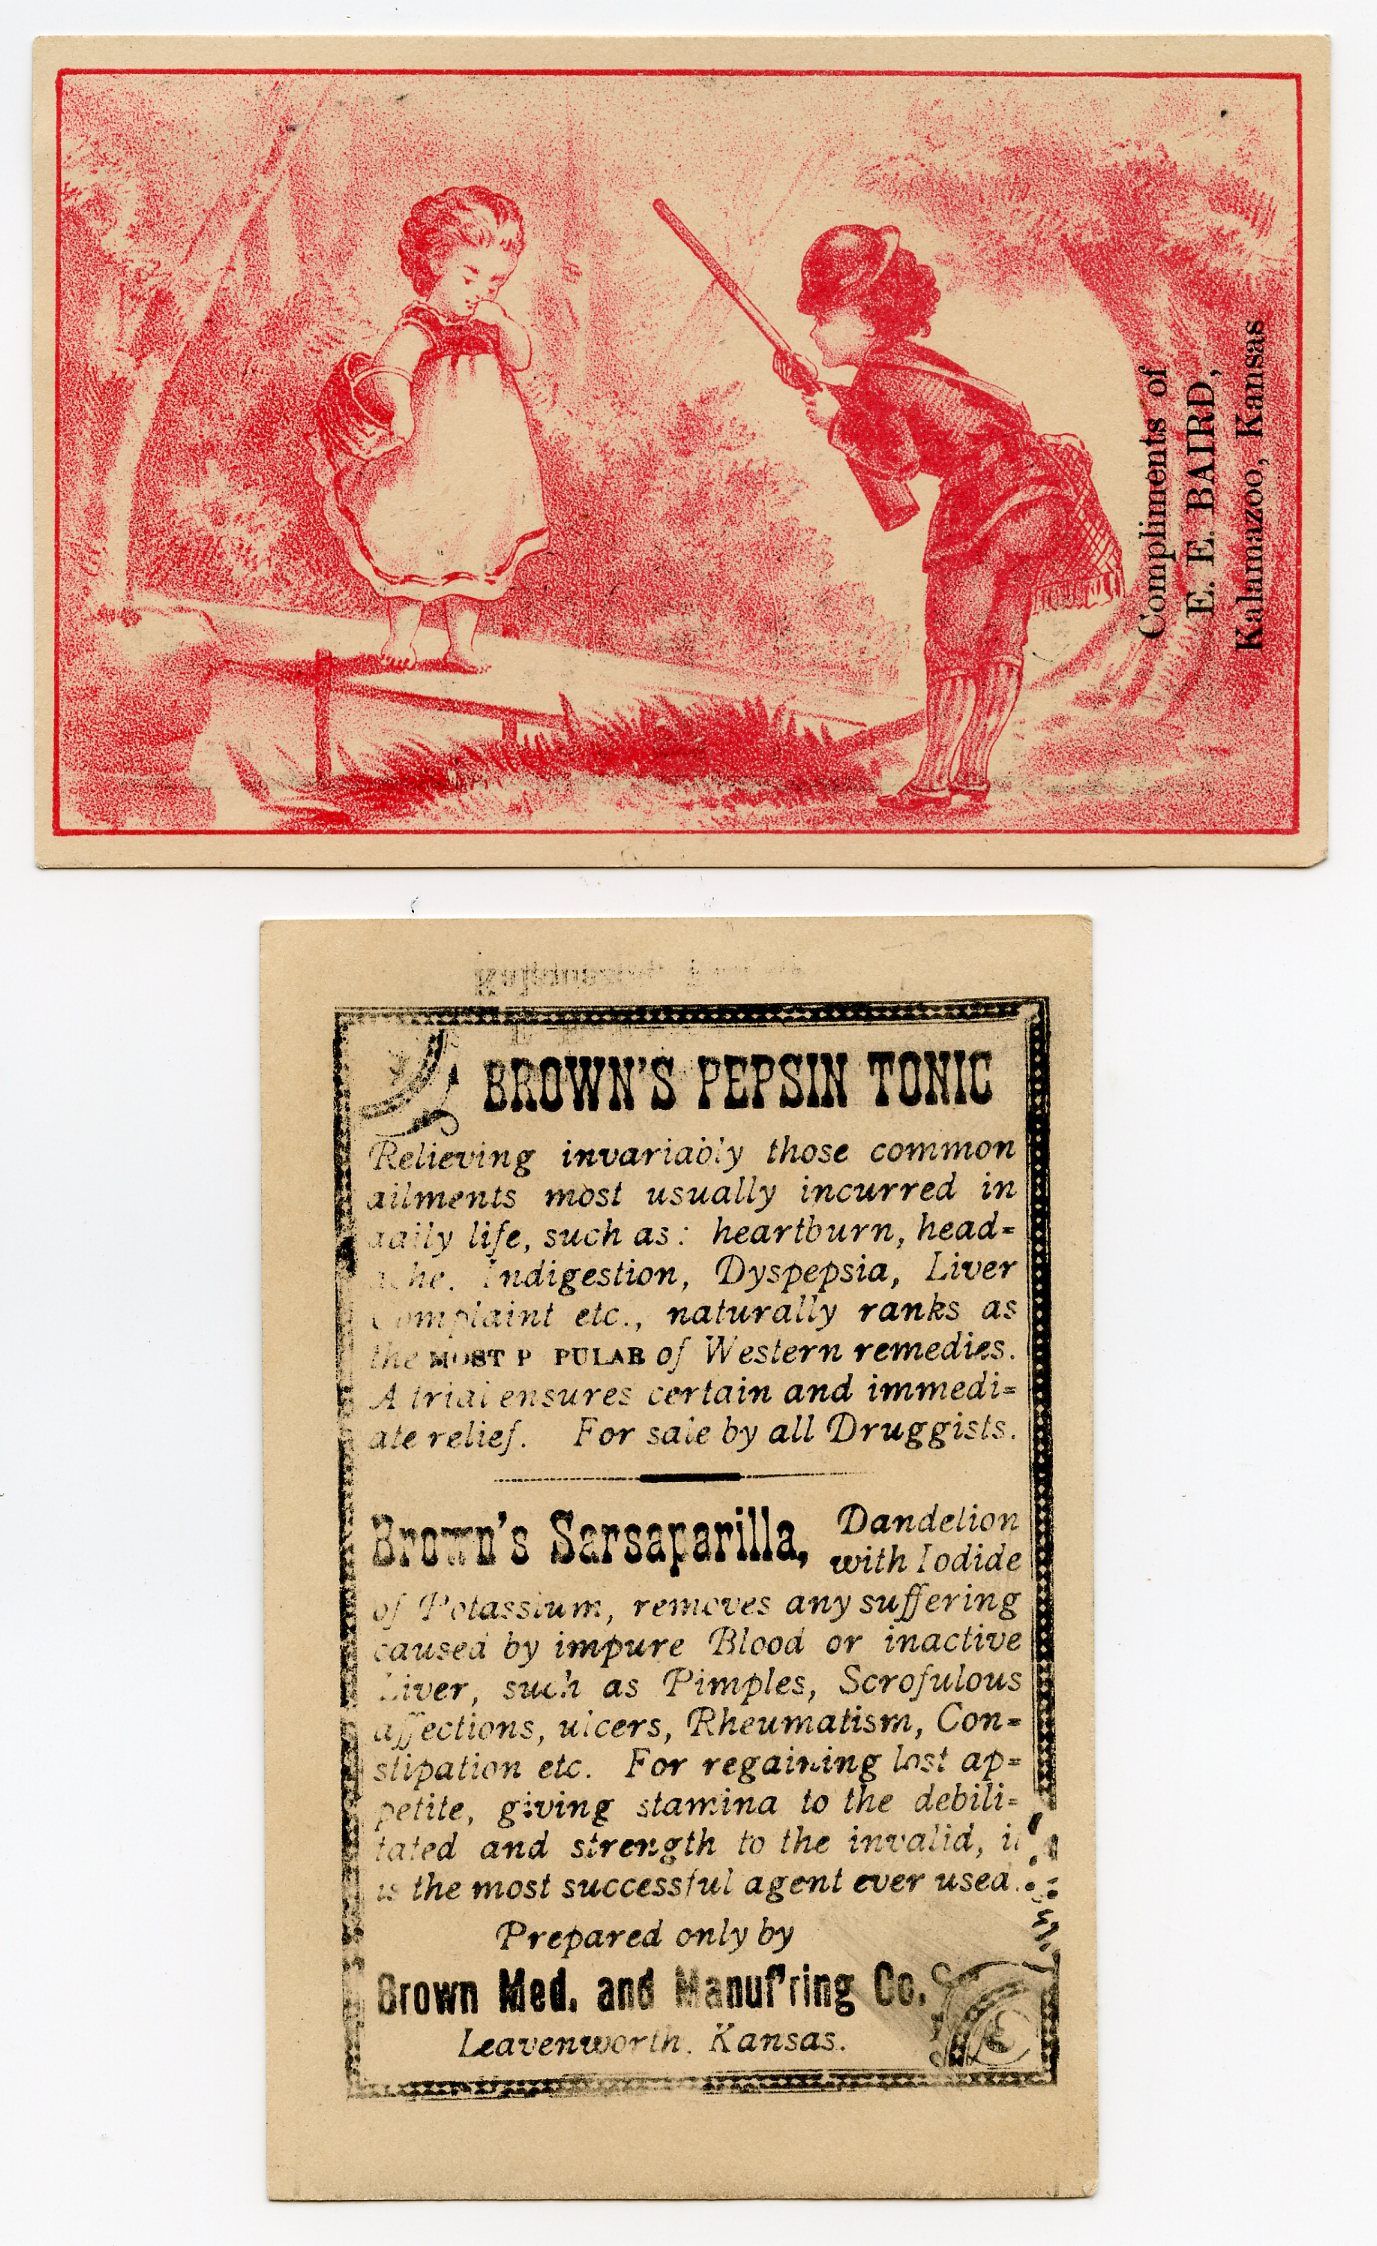 Compliments of
E. E. BAIRD,
Kalamazoo, Kansas
BROWN'S PEPSIN TONIC
Relieving invariably those common
ailments most usually incurred in
daily life, such as: heartburn, head=
ache. Indigestion, Dyspepsia, Liver
Complaint etc., naturally ranks as
the MOST P PULAR of Western remedies.
A trial ensures certain and immedi=
ate relief. For sale by all Druggists.
Brown's Sarsaparilla, Dandelion
with Iodide
of Potassium, removes any suffering
caused by impure Blood or inactive
Liver, such as Pimples, Scrofulous
affections, ulcers, Rheumatism, Con=
stipation etc. For regaining lost ap=
petite, giving stamina to the debili=
tated and strength to the invalid, it
is the most successful agent ever used.
Prepared only by
Brown Med. and Manuf'ring Co.
Leavenworth, Kansas.